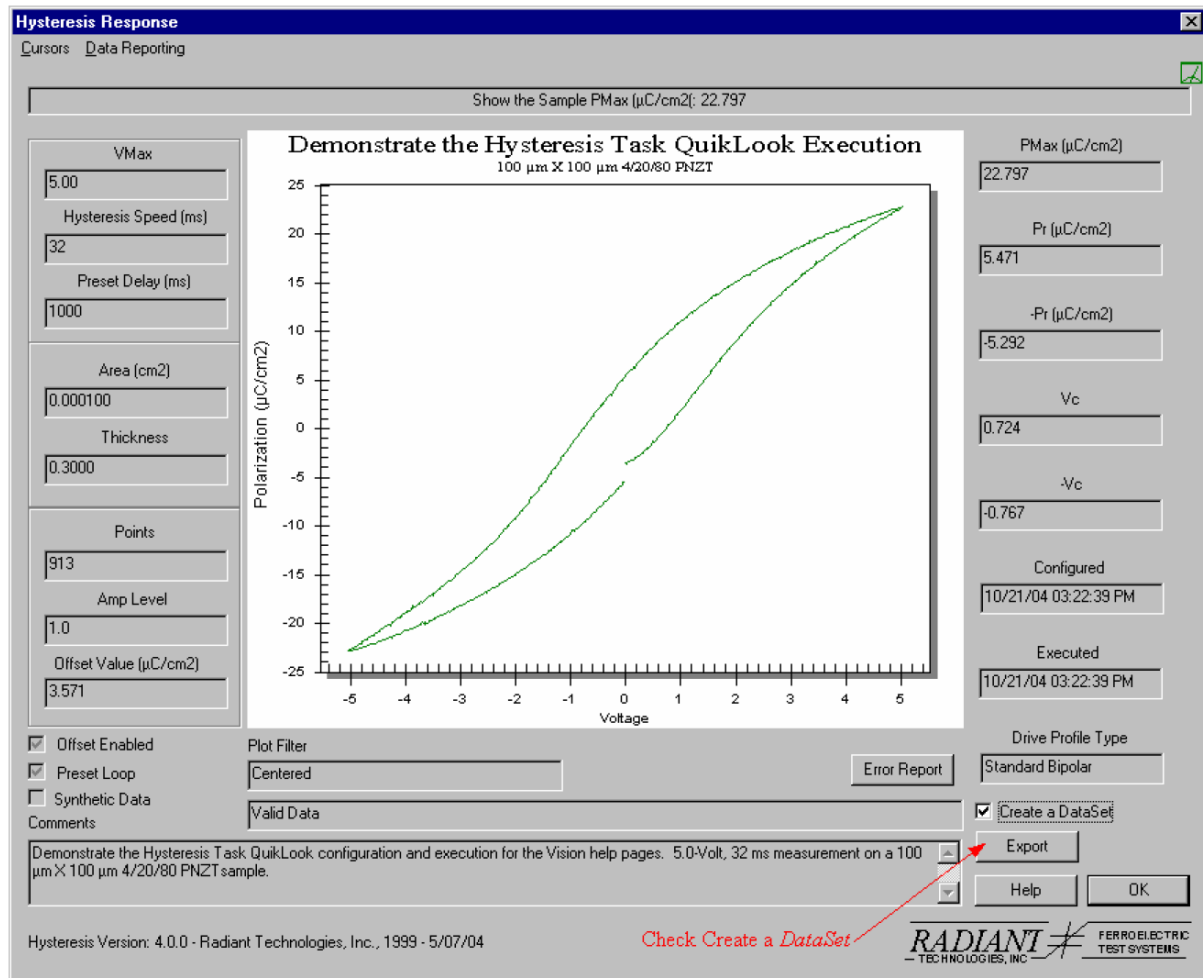 Hysteresis Response
Cursors Data Reporting
Show the Sample PMax (µC/cm2(: 22.797
VMax
5.00
Hysteresis Speed (ms)
32
Preset Delay (ms)
1000
Area (cm2)
0.000100
Thickness
0.3000
Points
913
Amp Level
1.0
Offset Value (µC/cm2)
3.571
Demonstrate the Hysteresis Task QuikLook Execution
100 µm X 100 µm 4/20/80 PNZT
Polarization (µC/cm2)
25
20
15
10
5
0
-5
-10
-15
-20
-25
-5 -4 -3 -2 -1 0 1 2 3 4 5
Voltage
PMax (µC/cm2)
22.797
Pr (µC/cm2)
5.471
-Pr (µC/cm2)
-5.292
Vc
0.724
-Vc
-0.767
Configured
10/21/04 03:22:39 PM
Executed
10/21/04 03:22:39 PM
Drive Profile Type
Standard Bipolar
Offset Enabled
Preset Loop
Synthetic Data
Plot Filter
Centered
Error Report
Valid Data
Create a DataSet
Comments
Demonstrate the Hysteresis Task QuikLook configuration and execution for the Vision help pages. 5.0-Volt, 32 ms measurement on a 100
µm X 100 µm 4/20/80 PNZT sample.
Export
Help OK
Check Create a DataSet
Hysteresis Version: 4.0.0 - Radiant Technologies, Inc., 1999 - 5/07/04
RADIANT
TECHNOLOGIES, INC
FERROELECTRIC
TEST SYSTEMS